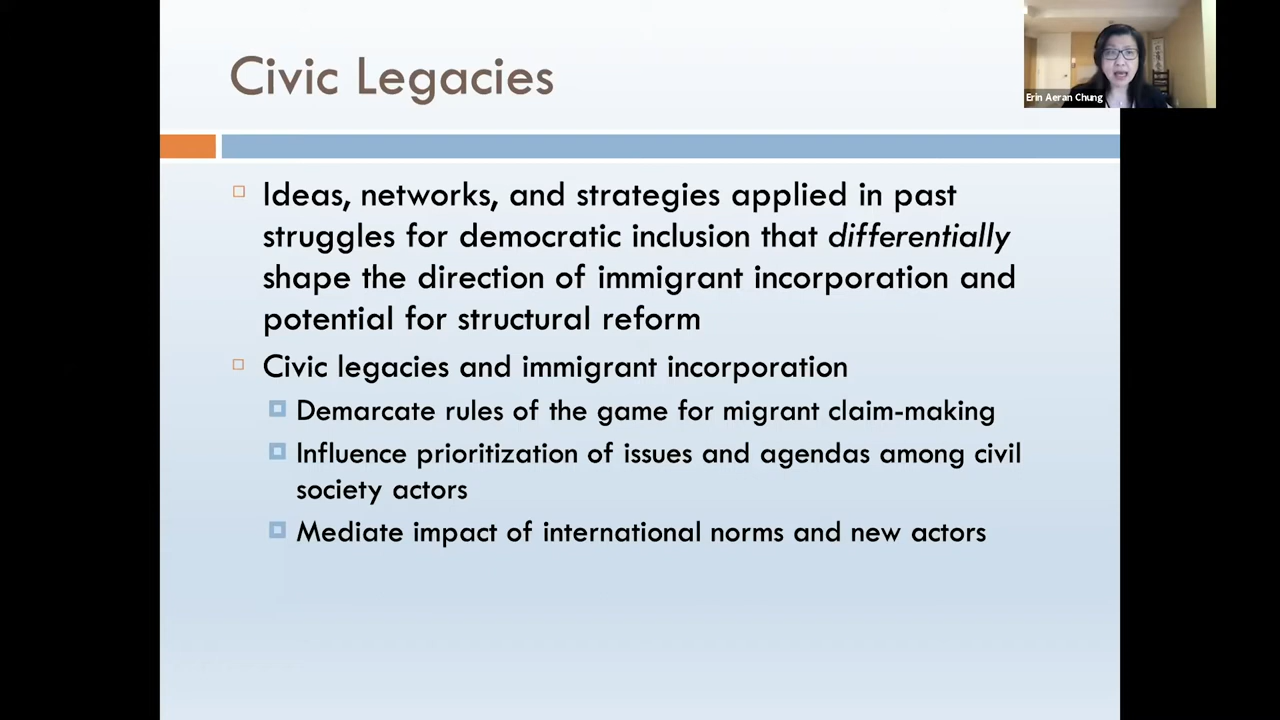 Civic Legacies
Erin Aeran Chung
Ideas, networks, and strategies applied in past
struggles for democratic inclusion that differentially
shape the direction of immigrant incorporation and
potential for structural reform
Civic legacies and immigrant incorporation
Demarcate rules of the game for migrant claim-making
Influence prioritization of issues and agendas among civil
society actors
Mediate impact of international norms and new actors